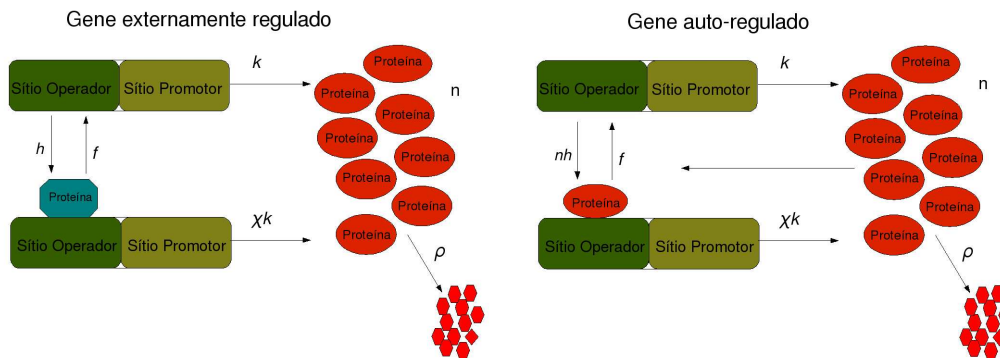 Gene externamente regulado
Sítio Operador Sítio Promotor
k
h
f
Proteína
Sítio Operador Sítio Promotor
χk
Proteína
Proteína
Proteína
Proteína
Proteína
Proteína
Proteína
Proteína
n
ρ
Gene auto-regulado
Sítio Operador Sítio Promotor
k
nh
f
Proteína
Sítio Operador Sítio Promotor
χk
Proteína
Proteína
Proteína
Proteína
Proteína
Proteína
Proteína
Proteína
n
ρ